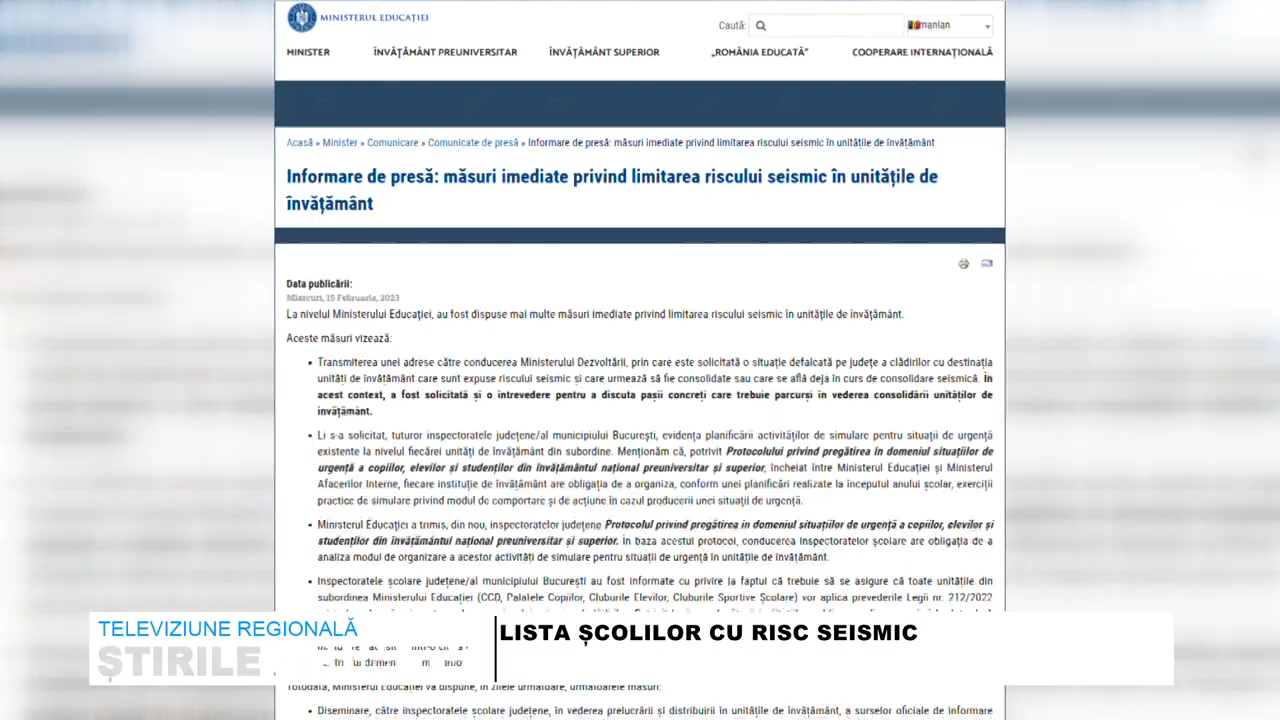 MINISTERUL EDUCAȚIEI
Caută:
manian
MINISTER ÎNVĂȚĂMÂNT PREUNIVERSITAR ÎNVĂȚĂMÂNT SUPERIOR „ROMÂNIA EDUCATĂ” COOPERARE INTERNAȚIONALĂ
Acasă » Minister » Comunicare » Comunicate de presă » Informare de presă: măsuri imediate privind limitarea riscului seismic în unitățile de învățământ
Informare de presă: măsuri imediate privind limitarea riscului seismic în unitățile de
învățământ
Data publicării:
Miercuri, 15 Februarie, 2023
La nivelul Ministerului Educației, au fost dispuse mai multe măsuri imediate privind limitarea riscului seismic în unitățile de învățământ.
Aceste măsuri vizează:
• Transmiterea unei adrese către conducerea Ministerului Dezvoltării, prin care este solicitată o situație defalcată pe județe a clădirilor cu destinația
unități de învățământ care sunt expuse riscului seismic și care urmează să fie consolidate sau care se află deja în curs de consolidare seismică. În
acest context, a fost solicitată și o întrevedere pentru a discuta pașii concreți care trebuie parcurși în vederea consolidării unităților de
învățământ.
• Li s-a solicitat, tuturor inspectoratele județene/al municipiului București, evidența planificării activităților de simulare pentru situații de urgență
existente la nivelul fiecărei unități de învățământ din subordine. Menționăm că, potrivit Protocolului privind pregătirea în domeniul situațiilor de
urgență a copiilor, elevilor și studenților din învățământul național preuniversitar și superior, încheiat între Ministerul Educației și Ministerul
Afacerilor Interne, fiecare instituție de învățământ are obligația de a organiza, conform unei planificări realizate la începutul anului școlar, exerciții
practice de simulare privind modul de comportare și de acțiune în cazul producerii unei situații de urgență.
• Ministerul Educației a trimis, din nou, inspectoratelor județene Protocolul privind pregătirea în domeniul situațiilor de urgență a copiilor, elevilor și
studenților din învățământul național preuniversitar și superior. În baza acestui protocol, conducerea inspectoratelor școlare are obligația de a
analiza modul de organizare a acestor activități de simulare pentru situații de urgență în unitățile de învățământ.
• Inspectoratele școlare județene/al municipiului București au fost informate cu privire la faptul că trebuie să se asigure că toate unitățile din
subordinea Ministerului Educației (CCD, Palatele Copiilor, Cluburile Elevilor, Cluburile Sportive Școlare) vor aplica prevederile Legii nr. 212/2022
TELEVIZIUNE REGIONALĂ
ȘTIRILE
LISTA ȘCOLILOR CU RISC SEISMIC
Totodată, Ministerul Educației va dispune, în zilele următoare, următoarele măsuri:
• Diseminare, către inspectoratele școlare județene, în vederea prelucrării și distribuirii în unitățile de învățământ, a surselor oficiale de informare